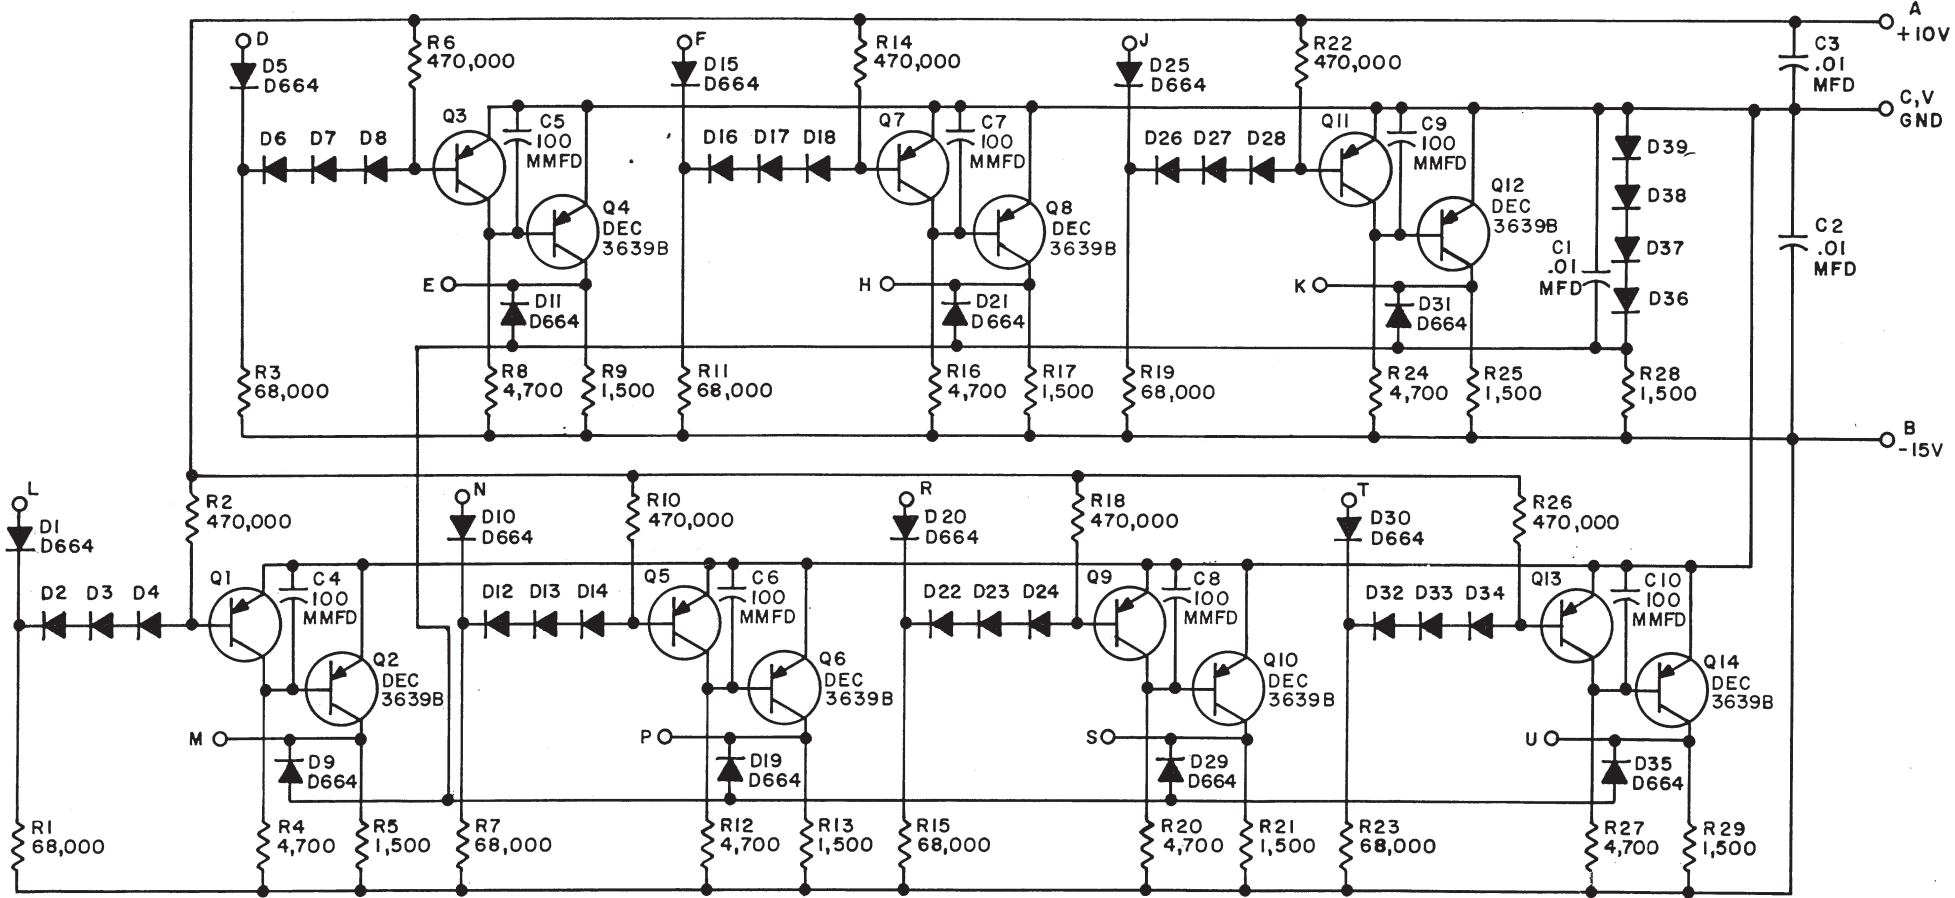 A
+10V
C3
.01
MFD
C,V
GND
D
D5
D664
R6
470,000
D6 D7 D8
Q3
C5
100
MMFD
Q4
DEC
3639B
E
D11
D664
R3
68,000
R8
4,700
R9
1,500
F
D15
D664
R14
470,000
D16 D17 D18
Q7
C7
100
MMFD
Q8
DEC
3639B
H
D21
D664
R11
68,000
R16
4,700
R17
1,500
J
D25
D664
R22
470,000
D26 D27 D28
Q11
C9
100
MMFD
Q12
DEC
3639B
K
D31
D664
R19
68,000
R24
4,700
R25
1,500
C1
.01
MFD
D39
D38
D37
D36
R28
1,500
C2
.01
MFD
B
-15V
L
D1
D664
R2
470,000
D2 D3 D4
Q1
C4
100
MMFD
Q2
DEC
3639B
M
D9
D664
R1
68,000
R4
4,700
R5
1,500
N
D10
D664
R10
470,000
D12 D13 D14
Q5
C6
100
MMFD
Q6
DEC
3639B
P
D19
D664
R7
68,000
R12
4,700
R13
1,500
R
D20
D664
R18
470,000
D22 D23 D24
Q9
C8
100
MMFD
Q10
DEC
3639B
S
D29
D664
R15
68,000
R20
4,700
R21
1,500
T
D30
D664
R26
470,000
D32 D33 D34
Q13
C10
100
MMFD
Q14
DEC
3639B
U
D35
D664
R23
68,000
R27
4,700
R29
1,500